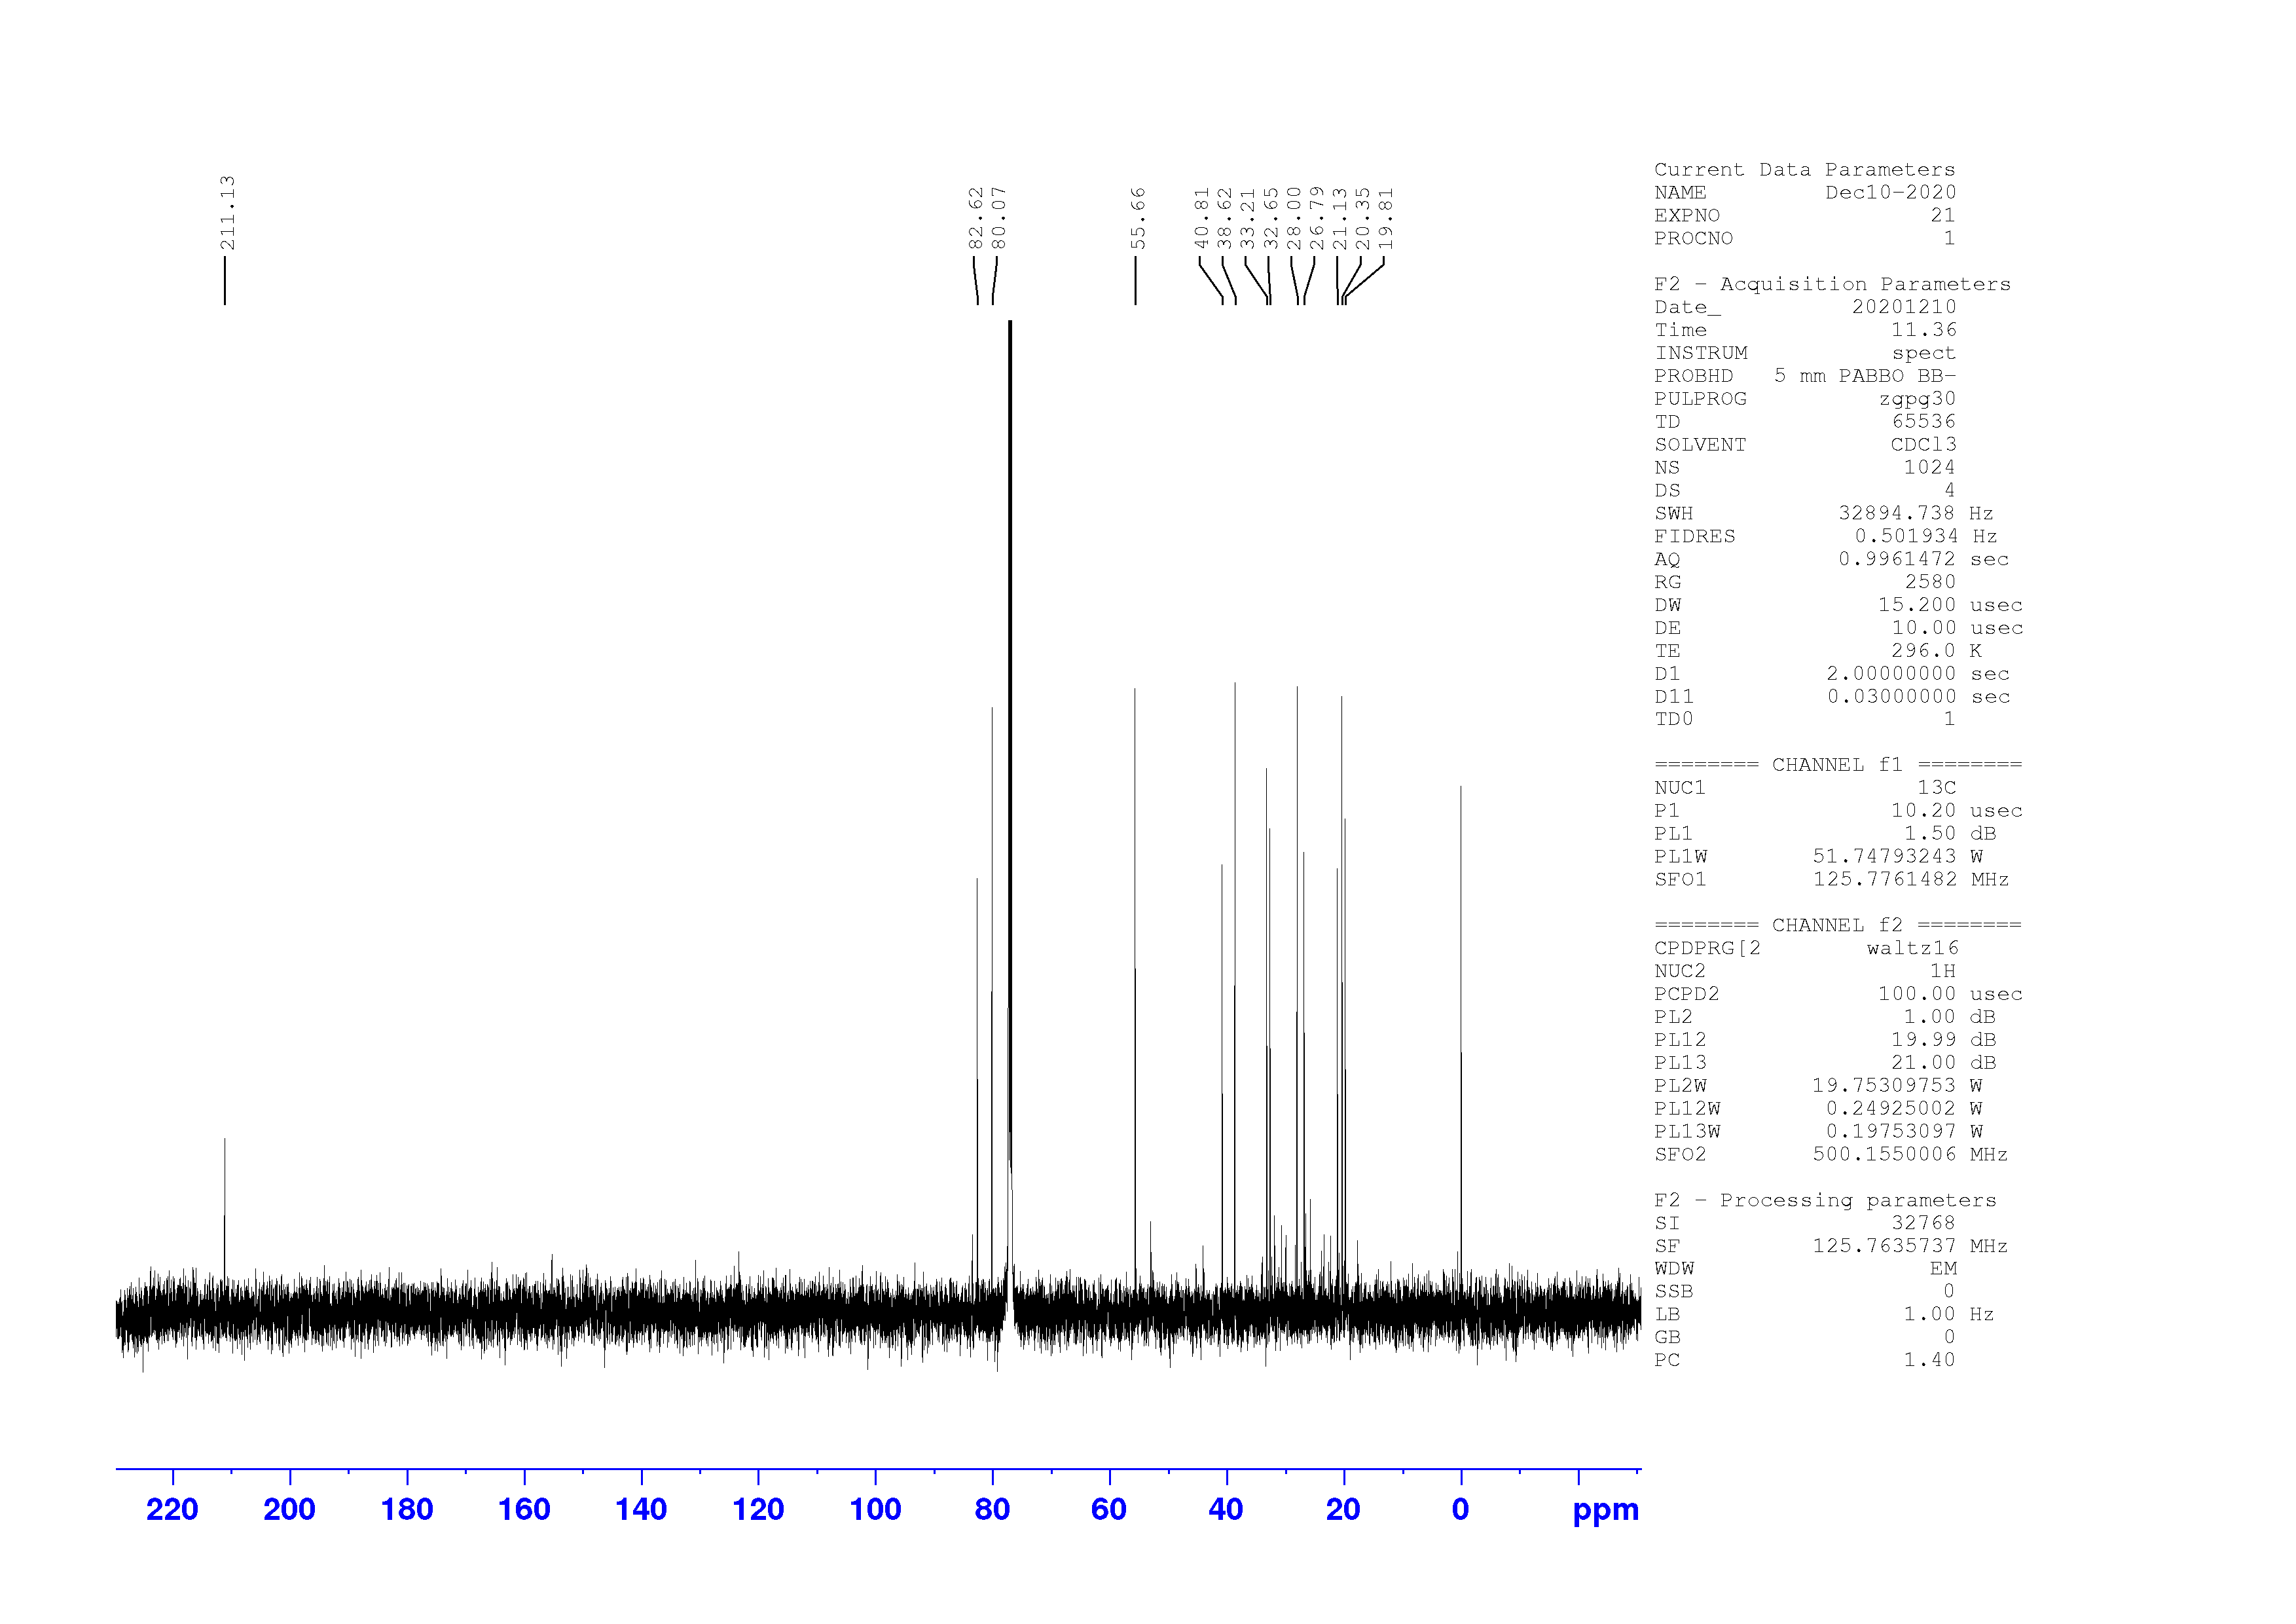 211.13
82.62
80.07
55.66
40.81
38.62
33.21
32.65
28.00
26.79
21.13
20.35
19.81
Current Data Parameters
NAME Dec10-2020
EXPNO 21
PROCNO 1
F2 - Acquisition Parameters
Date_ 20201210
Time 11.36
INSTRUM spect
PROBHD 5 mm PABBO BB-
PULPROG zgpg30
TD 65536
SOLVENT CDCl3
NS 1024
DS 4
SWH 32894.738 Hz
FIDRES 0.501934 Hz
AQ 0.9961472 sec
RG 2580
DW 15.200 usec
DE 10.00 usec
TE 296.0 K
D1 2.00000000 sec
D11 0.03000000 sec
TD0 1
======== CHANNEL f1 ========
NUC1 13C
P1 10.20 usec
PL1 1.50 dB
PL1W 51.74793243 W
SFO1 125.7761482 MHz
======== CHANNEL f2 ========
CPDPRG[2 waltz16
NUC2 1H
PCPD2 100.00 usec
PL2 1.00 dB
PL12 19.99 dB
PL13 21.00 dB
PL2W 19.75309753 W
PL12W 0.24925002 W
PL13W 0.19753097 W
SFO2 500.1550006 MHz
F2 - Processing parameters
SI 32768
SF 125.7635737 MHz
WDW EM
SSB 0
LB 1.00 Hz
GB 0
PC 1.40
220 200 180 160 140 120 100 80 60 40 20 0 ppm